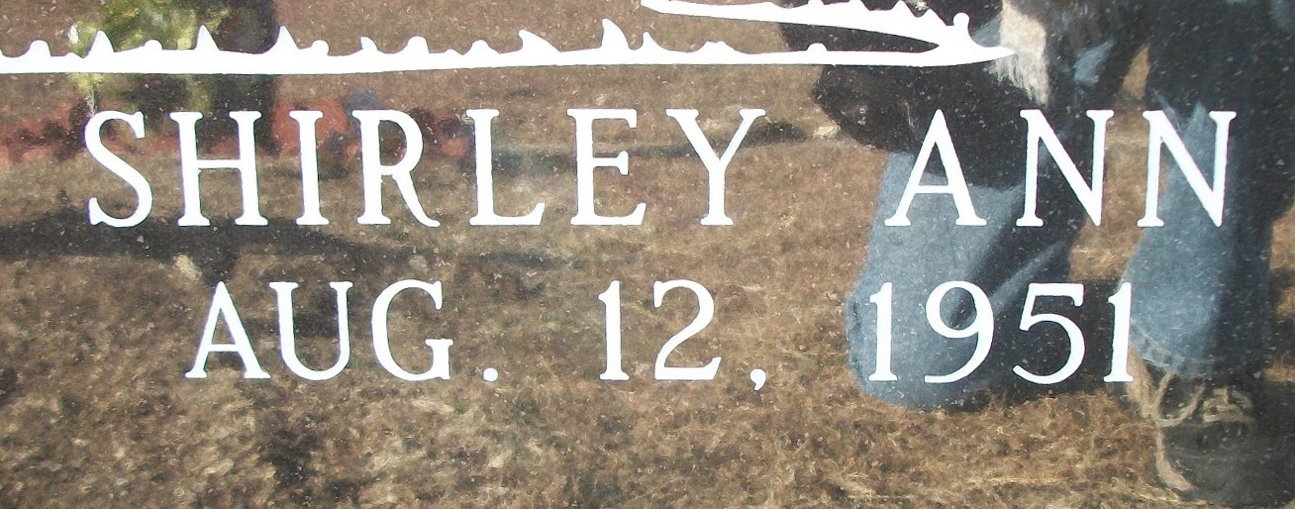 SHIRLEY ANN
AUG. 12, 1951